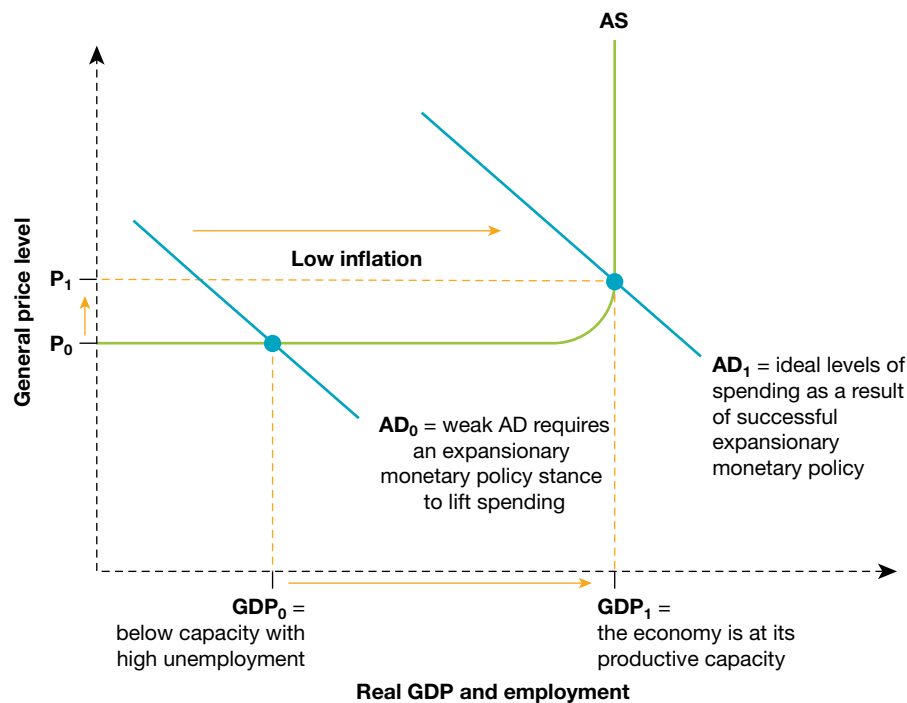 AS
General price level
Low inflation
P1
P0
AD0 = weak AD requires
an expansionary
monetary policy stance
to lift spending
AD1 = ideal levels of
spending as a result
of successful
expansionary
monetary policy
GDP0 =
below capacity with
high unemployment
GDP1 =
the economy is at its
productive capacity
Real GDP and employment